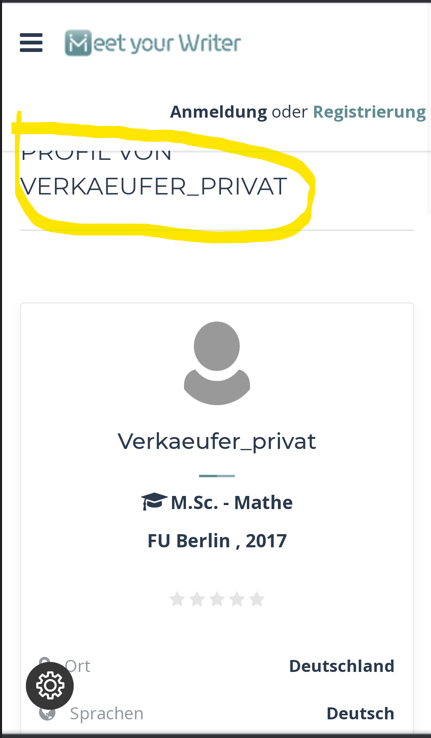 Meet your Writer
Anmeldung oder Registrierung
PROFIL VON
VERKAEUFER_PRIVAT
Verkaeufer_privat
M.Sc. - Mathe
FU Berlin , 2017
Ort Deutschland
Sprachen Deutsch